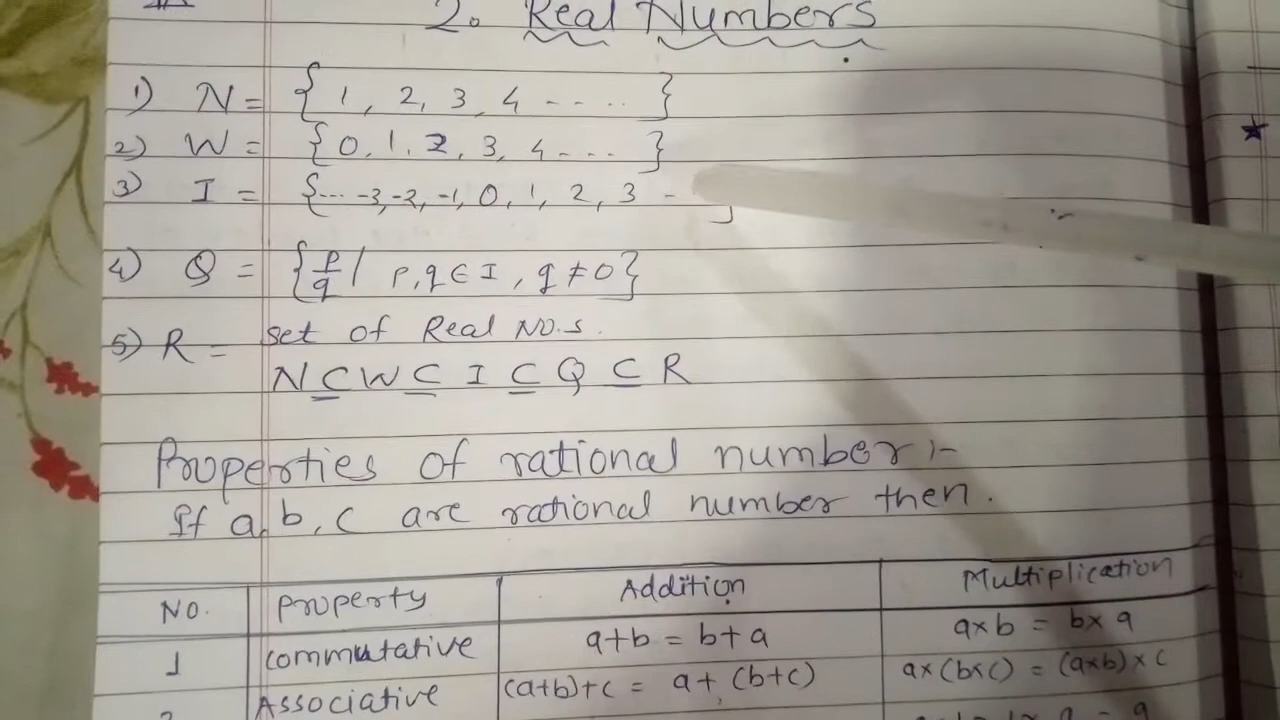 2. Real Numbers
1) N = { 1, 2, 3, 4 - - . . . }
2) W = { 0, 1, 2, 3, 4 - - . . . }
3) I = { ... -3, -2, -1, 0, 1, 2, 3 -
4) Q = { p/q / p, q ∈ I, q ≠ 0 }
5) R = set of Real NO.s.
N ⊆ W ⊆ I ⊆ Q ⊆ R
Properties of rational number :-
If a, b, c are rational number then.
NO. Property Addition Multiplication
1 Commutative a+b = b+a a×b = b×a
2 Associative (a+b)+c = a+(b+c) a×(b×c) = (a×b)×c